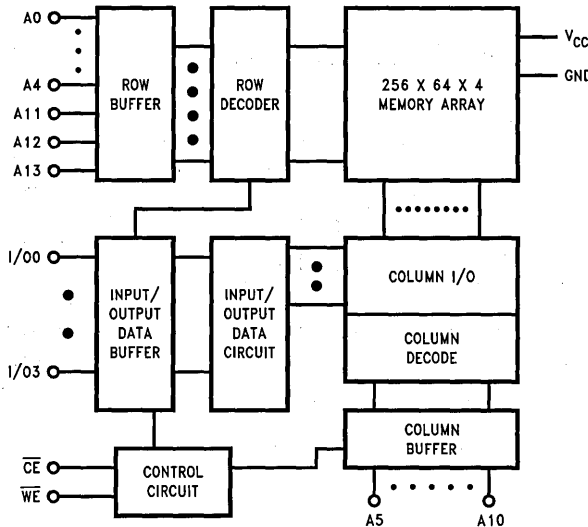 A0
A4
A11
A12
A13
ROW
BUFFER
ROW
DECODER
256 X 64 X 4
MEMORY ARRAY
VCC
GND
I/O0
I/O3
INPUT/
OUTPUT
DATA
BUFFER
INPUT/
OUTPUT
DATA
CIRCUIT
COLUMN I/O
COLUMN
DECODE
COLUMN
BUFFER
CE
WE
CONTROL
CIRCUIT
A5
A10